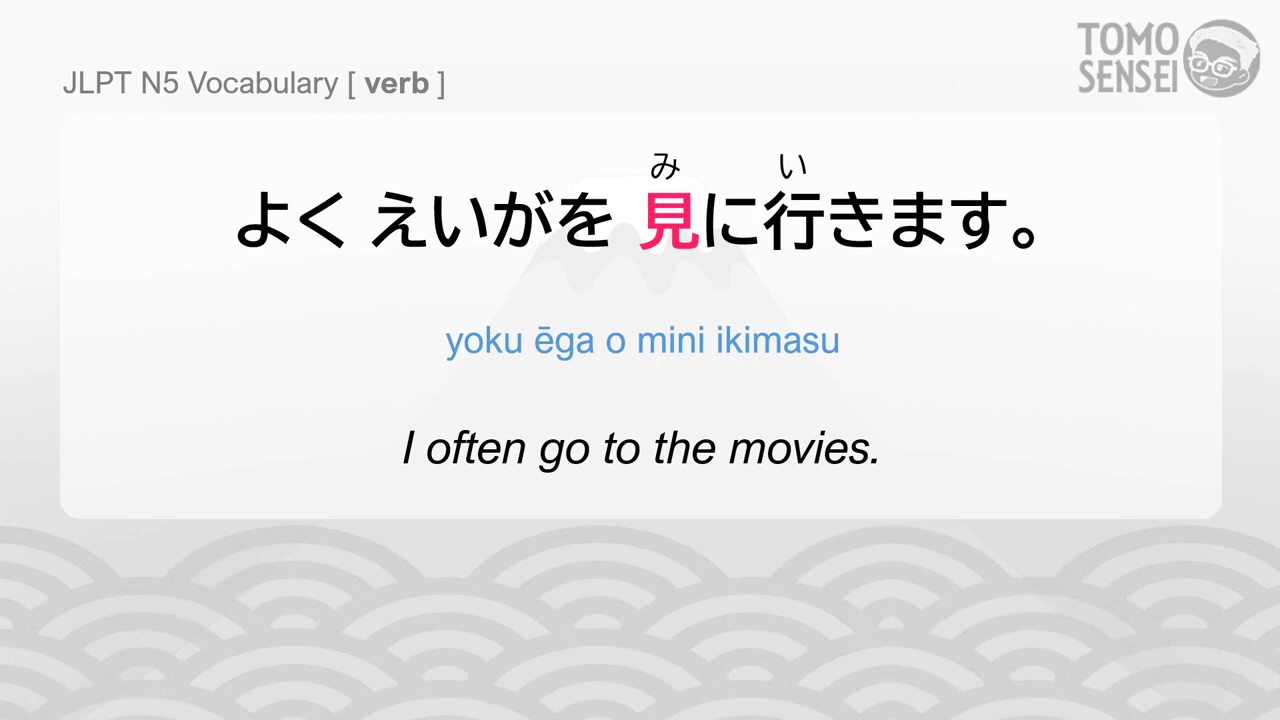 TOMO
SENSEI
JLPT N5 Vocabulary [ verb ]
み い
よく えいがを 見に行きます。
yoku ēga o mini ikimasu
I often go to the movies.